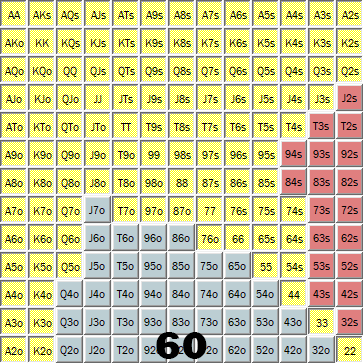 AA AKs AQs AJs ATs A9s A8s A7s A6s A5s A4s A3s A2s
AKo KK KQs KJs KTs K9s K8s K7s K6s K5s K4s K3s K2s
AQo KQo QQ QJs QTs Q9s Q8s Q7s Q6s Q5s Q4s Q3s Q2s
AJo KJo QJo JJ JTs J9s J8s J7s J6s J5s J4s J3s J2s
ATo KTo QTo JTo TT T9s T8s T7s T6s T5s T4s T3s T2s
A9o K9o Q9o J9o T9o 99 98s 97s 96s 95s 94s 93s 92s
A8o K8o Q8o J8o T8o 98o 88 87s 86s 85s 84s 83s 82s
A7o K7o Q7o J7o T7o 97o 87o 77 76s 75s 74s 73s 72s
A6o K6o Q6o J6o T6o 96o 86o 76o 66 65s 64s 63s 62s
A5o K5o Q5o J5o T5o 95o 85o 75o 65o 55 54s 53s 52s
A4o K4o Q4o J4o T4o 94o 84o 74o 64o 54o 44 43s 42s
A3o K3o Q3o J3o T3o 93o 83o 73o 63o 53o 43o 33 32s
A2o K2o Q2o J2o T2o 72o 62o 52o 42o 32o 22
60